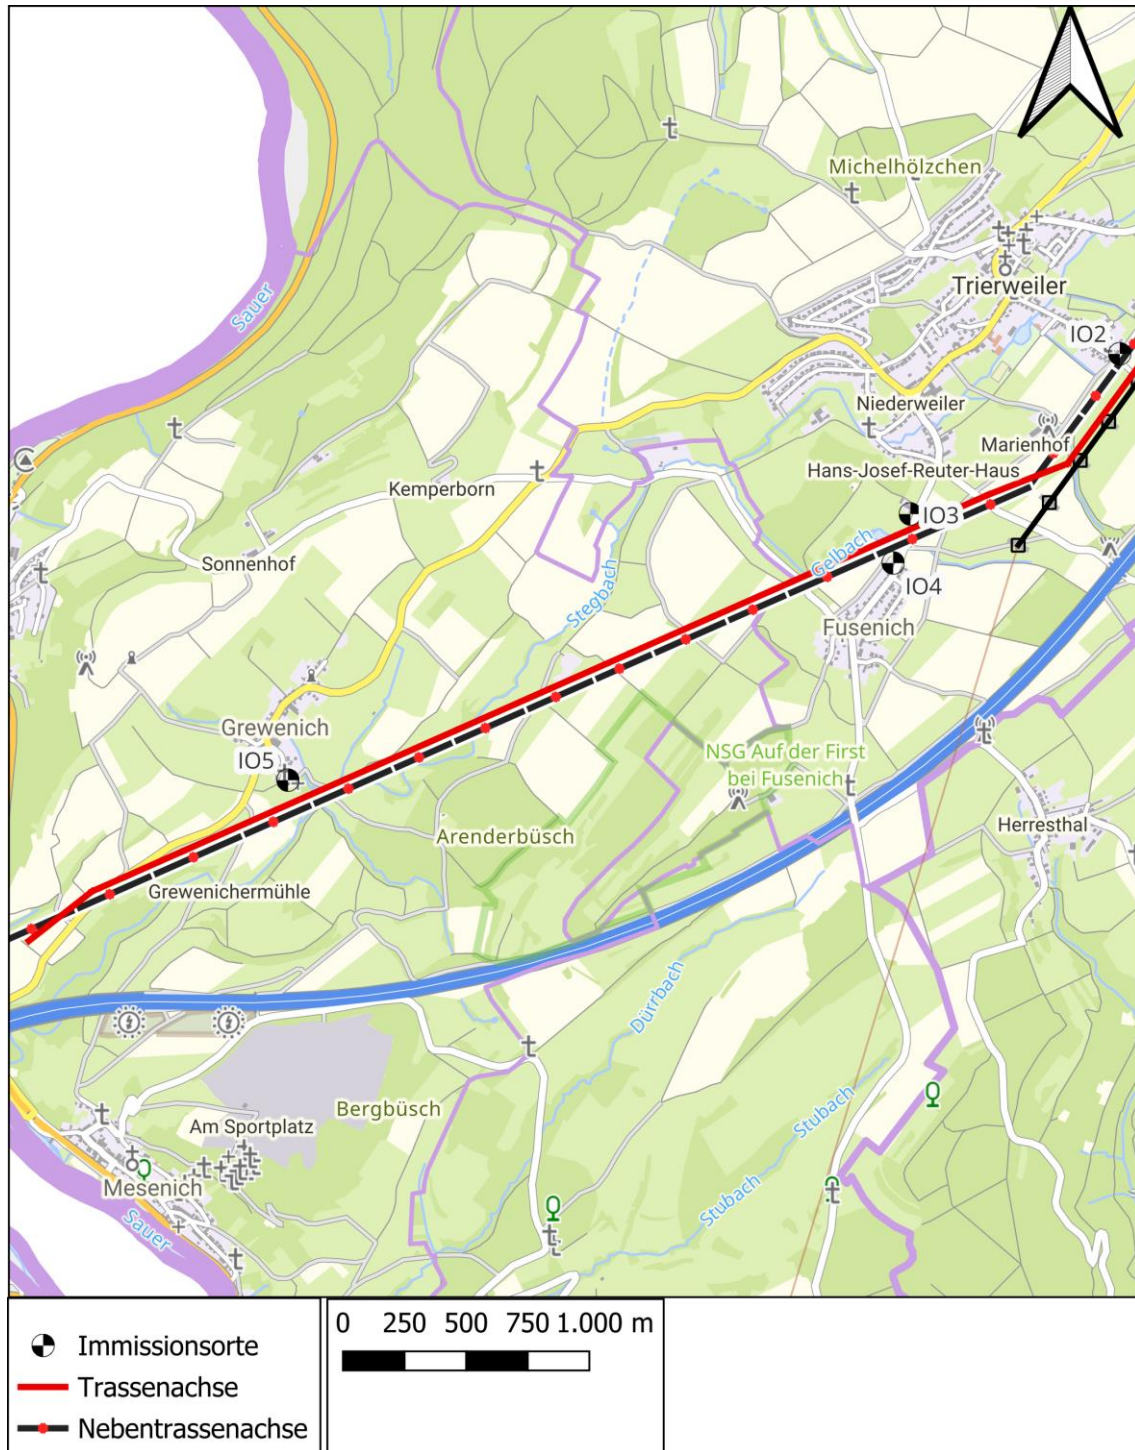 Michelhölzchen
Trierweiler
Sauer
IO2
Niederweiler
Marienhof
Hans-Josef-Reuter-Haus
Kemperborn
IO3
Sonnenhof
Gelbach
Stegbach
IO4
Fusenich
Grewenich
IO5
NSG Auf der First
bei Fusenich
Arenderbüsch
Herresthal
Grewenichermühle
Dürrbach
Bergbüsch
Am Sportplatz
Stubach
Mesenich
Stubach
Sauer
Immissionsorte
Trassenachse
Nebentrassenachse
0 250 500 750 1.000 m